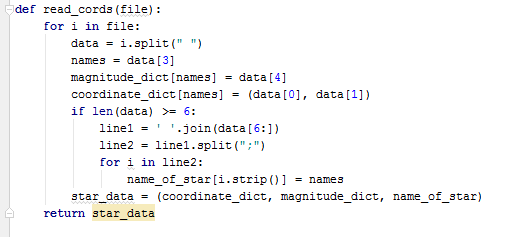 def read_cords(file):
    for i in file:
        data = i.split(" ")
        names = data[3]
        magnitude_dict[names] = data[4]
        coordinate_dict[names] = (data[0], data[1])
        if len(data) >= 6:
            line1 = ' '.join(data[6:])
            line2 = line1.split(";")
            for i in line2:
                name_of_star[i.strip()] = names
        star_data = (coordinate_dict, magnitude_dict, name_of_star)
    return star_data